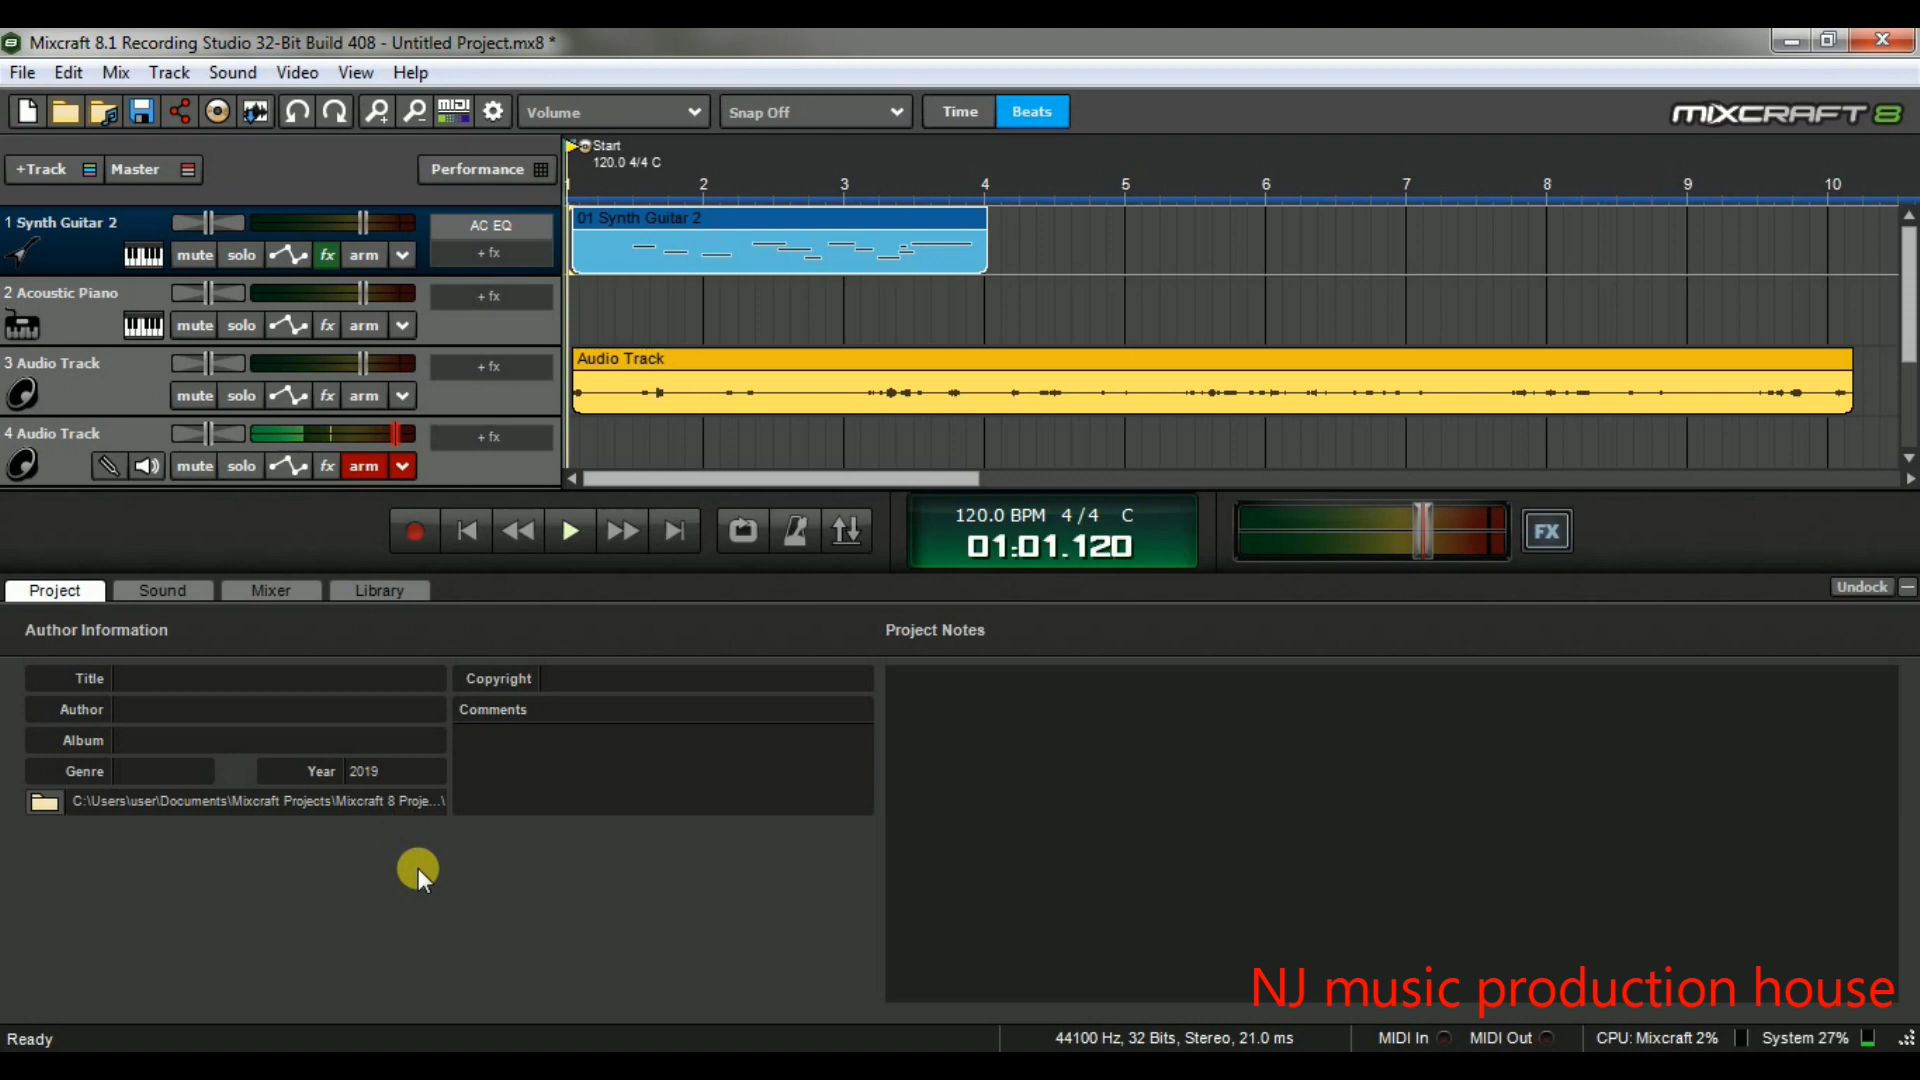 Mixcraft 8.1 Recording Studio 32-Bit Build 408 - Untitled Project.mx8 *
File Edit Mix Track Sound Video View Help
MIDI Volume Snap Off Time Beats MIXCRAFT 8
+Track Master Performance
Start
120.0 4/4 C
1 2 3 4 5 6 7 8 9 10
1 Synth Guitar 2
AC EQ
mute solo fx arm
+ fx
01 Synth Guitar 2
2 Acoustic Piano
+ fx
mute solo fx arm
3 Audio Track
+ fx
mute solo fx arm
Audio Track
4 Audio Track
+ fx
mute solo fx arm
120.0 BPM 4/4 C
01:01.120
FX
Project Sound Mixer Library Undock
Author Information
Project Notes
Title
Copyright
Author
Comments
Album
Genre
Year 2019
C:\Users\user\Documents\Mixcraft Projects\Mixcraft 8 Proje...\
NJ music production house
Ready
44100 Hz, 32 Bits, Stereo, 21.0 ms
MIDI In MIDI Out CPU: Mixcraft 2% System 27%